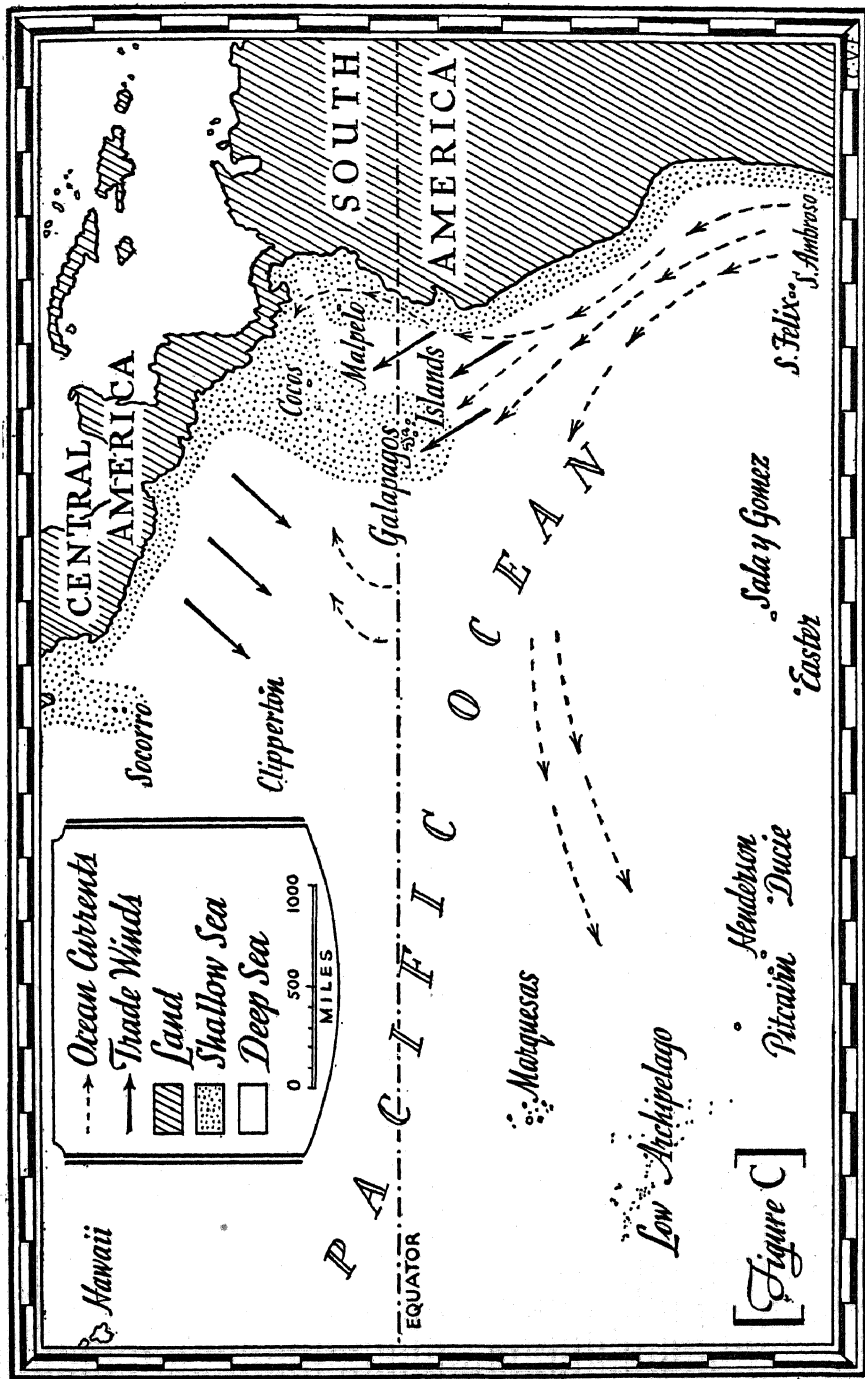 Hawaii
Ocean Currents
Trade Winds
Land
Shallow Sea
Deep Sea
0 500 1000
MILES
Socorro
Clipperton
CENTRAL
AMERICA
Cocos
Malpelo
Galapagos
Islands
SOUTH
AMERICA
EQUATOR
PACIFIC OCEAN
Marquesas
Low Archipelago
Pitcairn
Henderson
Ducie
Easter
Sala y Gomez
S. Felix
S. Ambroso
[Figure C]